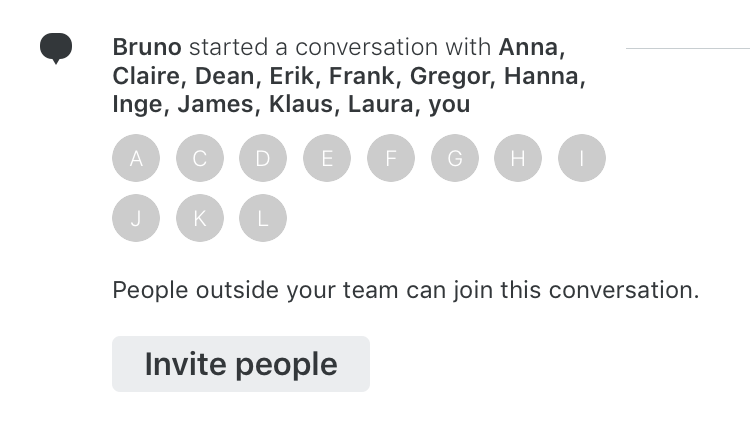 Bruno started a conversation with Anna,
Claire, Dean, Erik, Frank, Gregor, Hanna,
Inge, James, Klaus, Laura, you
A C D E F G H I
J K L
People outside your team can join this conversation.
Invite people